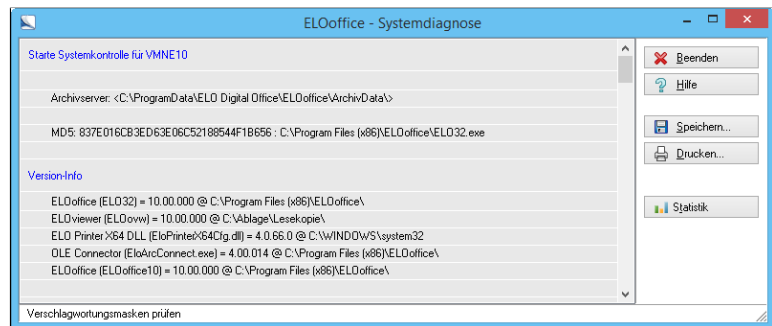 ELOoffice - Systemdiagnose
Starte Systemkontrolle für VMNE10
Archivserver: <C:\ProgramData\ELO Digital Office\ELOoffice\ArchivData\>
MD5: 837E016CB3ED63E06C52188544F1B656 : C:\Program Files (x86)\ELOoffice\ELO32.exe
Version-Info
ELOoffice (ELO32) = 10.00.000 @ C:\Program Files (x86)\ELOoffice\
ELOviewer (ELOovw) = 10.00.000 @ C:\Ablage\Lesekopie\
ELO Printer X64 DLL (EloPrinterX64Cfg.dll) = 4.0.66.0 @ C:\WINDOWS\system32
OLE Connector (EloArcConnect.exe) = 4.00.014 @ C:\Program Files (x86)\ELOoffice\
ELOoffice (ELOoffice10) = 10.00.000 @ C:\Program Files (x86)\ELOoffice\
Beenden
Hilfe
Speichern...
Drucken...
Statistik
Verschlagwortungsmasken prüfen